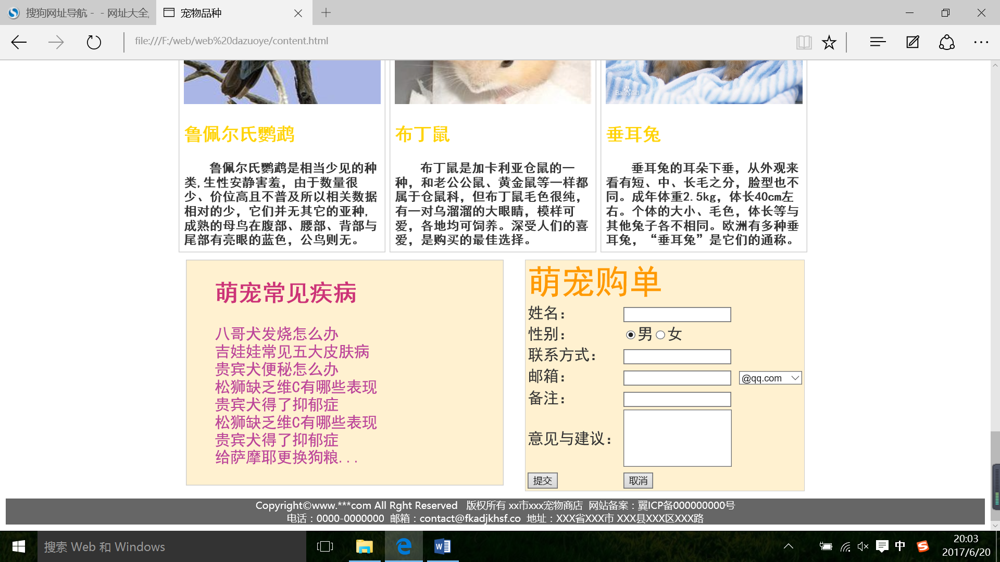 搜狗网址导航 - - 网址大全,
宠物品种
file:///F:/web/web%20dazuoye/content.html
Bai百科
鲁佩尔氏鹦鹉
鲁佩尔氏鹦鹉是相当少见的种
类,生性安静害羞，由于数量很
少、价位高且不普及所以相关数据
相对的少，它们并无其它的亚种,
成熟的母鸟在腹部、腰部、背部与
尾部有亮眼的蓝色，公鸟则无。
布丁鼠
布丁鼠是加卡利亚仓鼠的一
种，和老公公鼠、黄金鼠等一样都
属于仓鼠科，但布丁鼠毛色很纯，
有一对乌溜溜的大眼睛，模样可
爱，各地均可饲养。深受人们的喜
爱，是购买的最佳选择。
垂耳兔
垂耳兔的耳朵下垂，从外观来
看有短、中、长毛之分，脸型也不
同。成年体重2.5kg，体长40cm左
右。个体的大小、毛色，体长等与
其他兔子各不相同。欧洲有多种垂
耳兔，“垂耳兔”是它们的通称。
萌宠常见疾病
八哥犬发烧怎么办
吉娃娃常见五大皮肤病
贵宾犬便秘怎么办
松狮缺乏维C有哪些表现
贵宾犬得了抑郁症
松狮缺乏维C有哪些表现
贵宾犬得了抑郁症
给萨摩耶更换狗粮...
萌宠购单
姓名：
性别： 男 女
联系方式：
邮箱： @qq.com
备注：
意见与建议：
提交 取消
Copyright©www.***com All Rght Reserved 版权所有 xx市xxx宠物商店 网站备案：翼ICP备000000000号
电话：0000-0000000 邮箱：contact@fkadjkhsf.co 地址：XXX省XXX市 XXX县XXX区XXX路
搜索 Web 和 Windows
中
20:03
2017/6/20